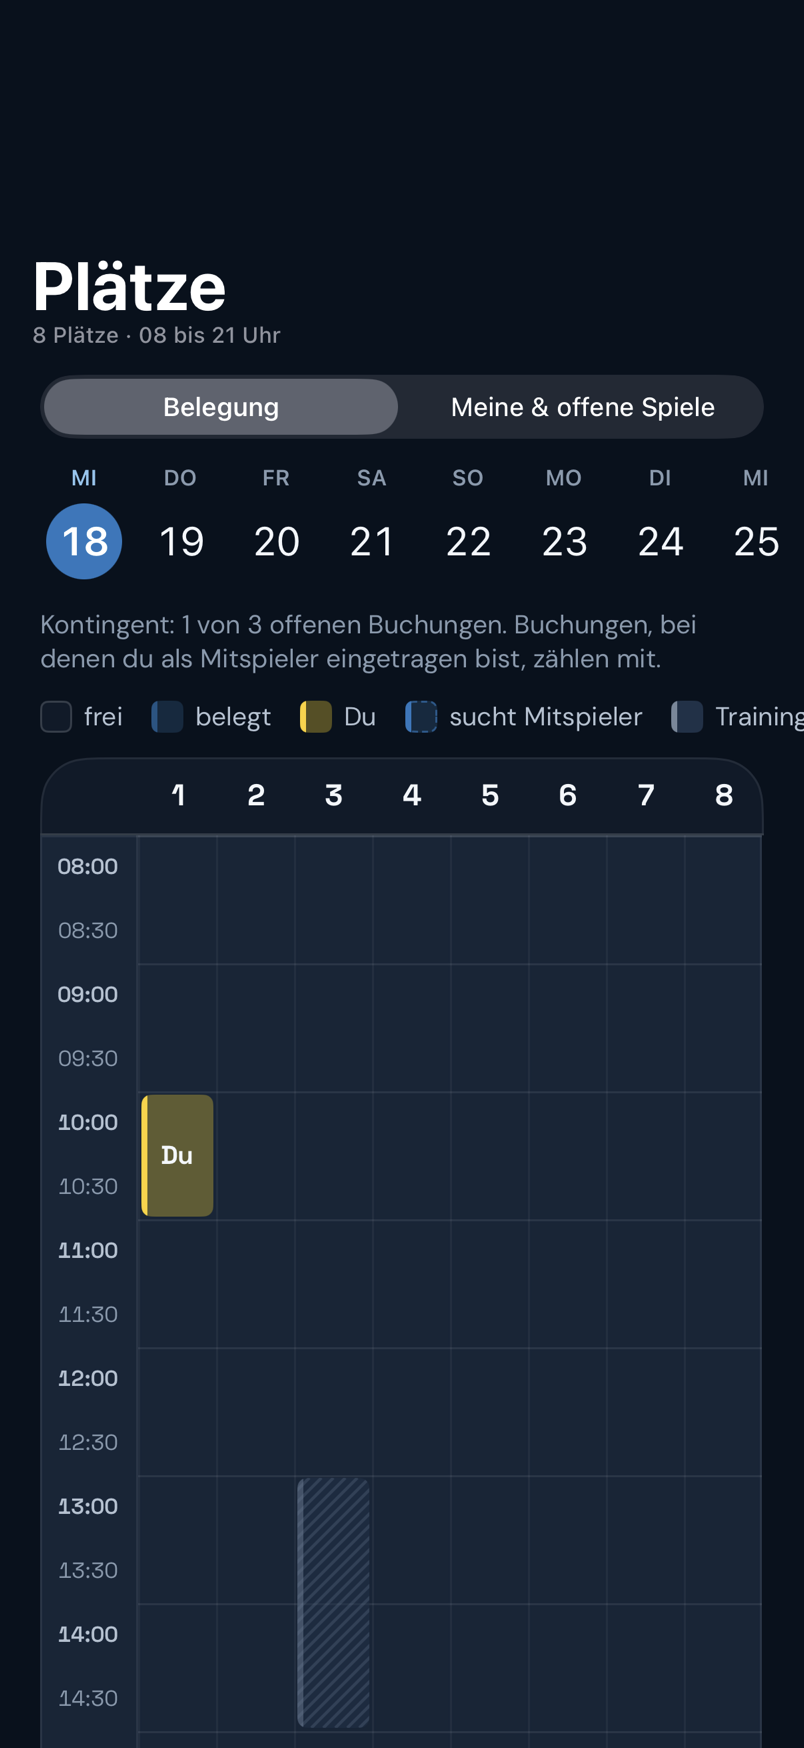 Plätze
8 Plätze · 08 bis 21 Uhr
Belegung Meine & offene Spiele
MI DO FR SA SO MO DI MI
18 19 20 21 22 23 24 25
Kontingent: 1 von 3 offenen Buchungen. Buchungen, bei
denen du als Mitspieler eingetragen bist, zählen mit.
frei belegt Du sucht Mitspieler Training
1 2 3 4 5 6 7 8
08:00
08:30
09:00
09:30
10:00
Du
10:30
11:00
11:30
12:00
12:30
13:00
13:30
14:00
14:30